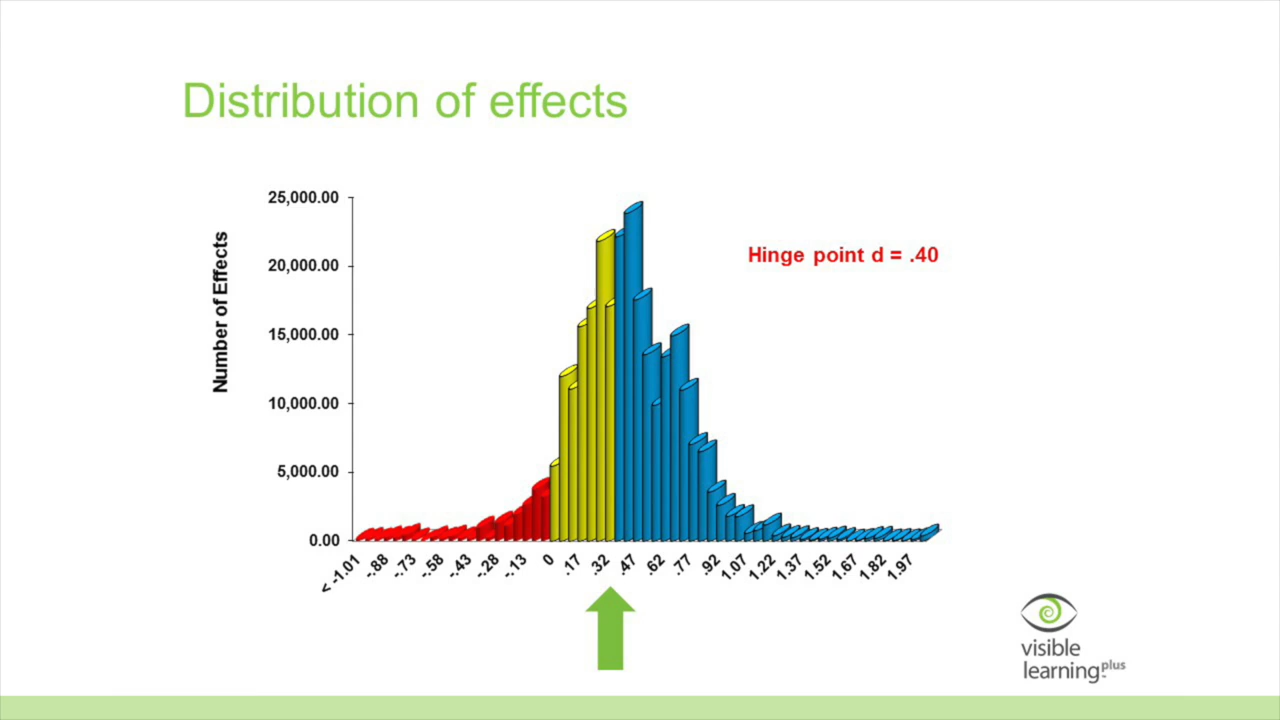 Distribution of effects
Number of Effects
25,000.00
20,000.00
15,000.00
10,000.00
5,000.00
0.00
Hinge point d = .40
< -1.01 -.88 -.73 -.58 -.43 -.28 -.13 0 .17 .32 .47 .62 .77 .92 1.07 1.22 1.37 1.52 1.67 1.82 1.97
visible
learning plus